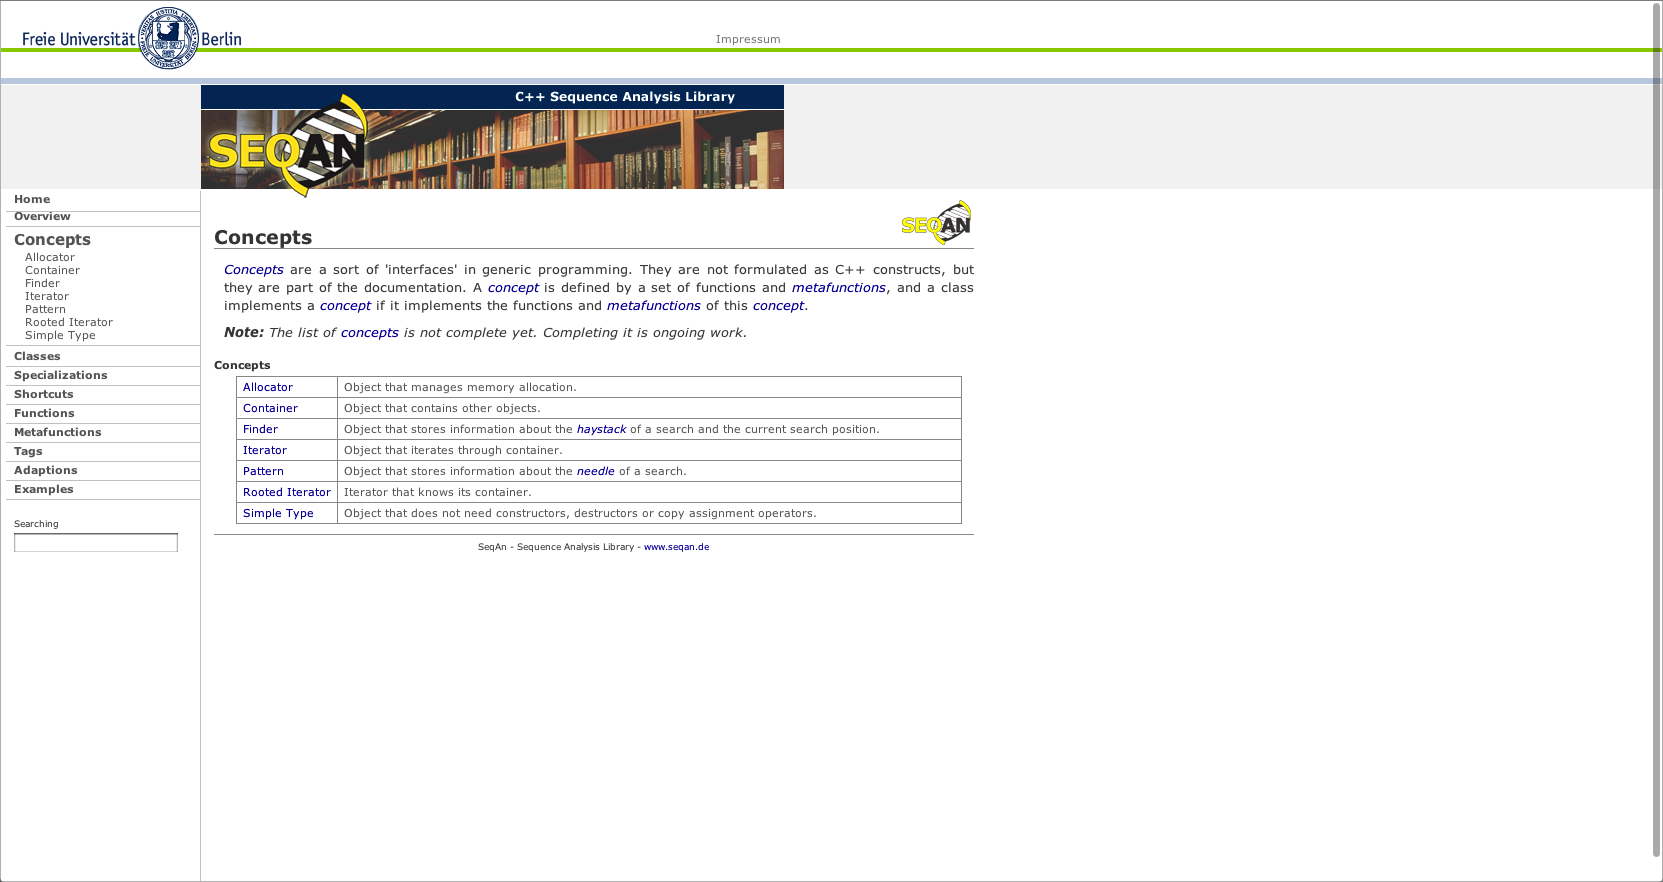 Freie Universität Berlin
Impressum
C++ Sequence Analysis Library
SEQAN
Home
Overview
Concepts
Allocator
Container
Finder
Iterator
Pattern
Rooted Iterator
Simple Type
Classes
Specializations
Shortcuts
Functions
Metafunctions
Tags
Adaptions
Examples
Searching
SEQAN
Concepts
Concepts are a sort of 'interfaces' in generic programming. They are not formulated as C++ constructs, but
they are part of the documentation. A concept is defined by a set of functions and metafunctions, and a class
implements a concept if it implements the functions and metafunctions of this concept.
Note: The list of concepts is not complete yet. Completing it is ongoing work.
Concepts
Allocator Object that manages memory allocation.
Container Object that contains other objects.
Finder Object that stores information about the haystack of a search and the current search position.
Iterator Object that iterates through container.
Pattern Object that stores information about the needle of a search.
Rooted Iterator Iterator that knows its container.
Simple Type Object that does not need constructors, destructors or copy assignment operators.
SeqAn - Sequence Analysis Library - www.seqan.de